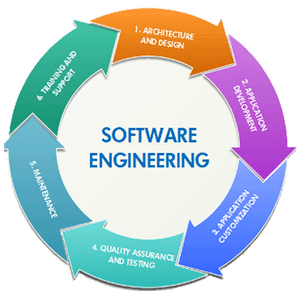 1. ARCHITECTURE
AND DESIGN
2. APPLICATION
DEVELOPMENT
3. APPLICATION
CUSTOMIZATION
4. QUALITY ASSURANCE
AND TESTING
5. MAINTENANCE
6. TRAINING AND
SUPPORT
SOFTWARE
ENGINEERING